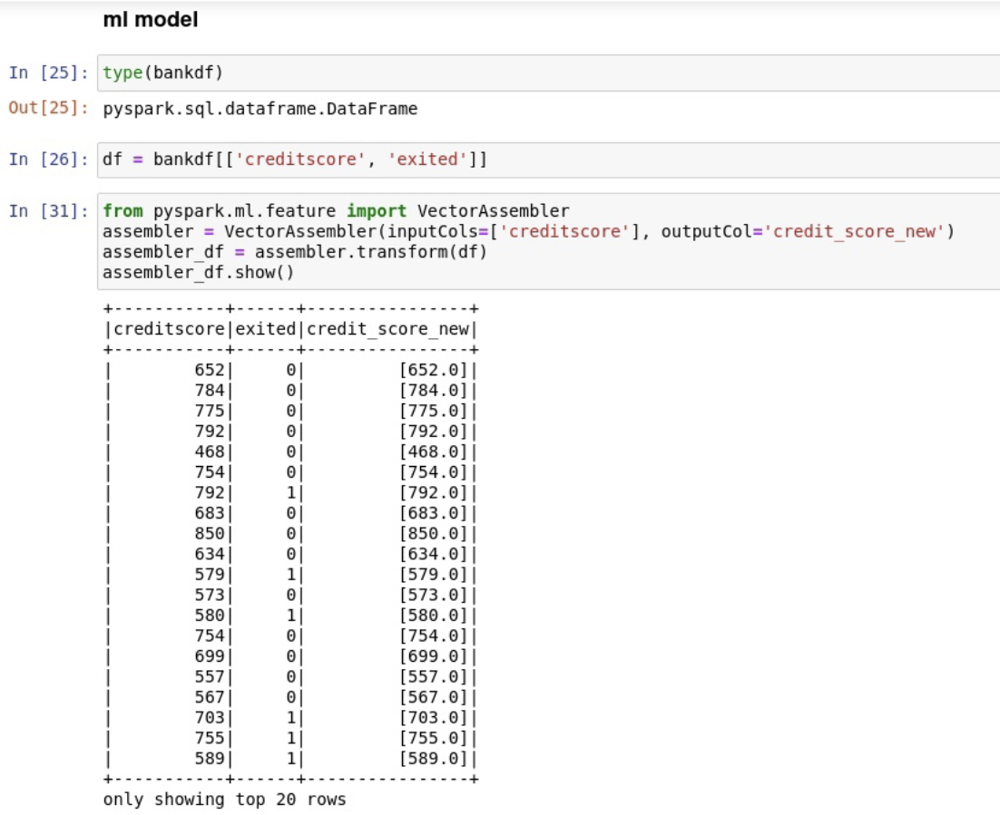 ml model
In [25]: type(bankdf)
Out[25]: pyspark.sql.dataframe.DataFrame
In [26]: df = bankdf[['creditscore', 'exited']]
In [31]: from pyspark.ml.feature import VectorAssembler
assembler = VectorAssembler(inputCols=['creditscore'], outputCol='credit_score_new')
assembler_df = assembler.transform(df)
assembler_df.show()
+-----------+------+----------------+
|creditscore|exited|credit_score_new|
+-----------+------+----------------+
|        652|     0|         [652.0]|
|        784|     0|         [784.0]|
|        775|     0|         [775.0]|
|        792|     0|         [792.0]|
|        468|     0|         [468.0]|
|        754|     0|         [754.0]|
|        792|     1|         [792.0]|
|        683|     0|         [683.0]|
|        850|     0|         [850.0]|
|        634|     0|         [634.0]|
|        579|     1|         [579.0]|
|        573|     0|         [573.0]|
|        580|     1|         [580.0]|
|        754|     0|         [754.0]|
|        699|     0|         [699.0]|
|        557|     0|         [557.0]|
|        567|     0|         [567.0]|
|        703|     1|         [703.0]|
|        755|     1|         [755.0]|
|        589|     1|         [589.0]|
+-----------+------+----------------+
only showing top 20 rows